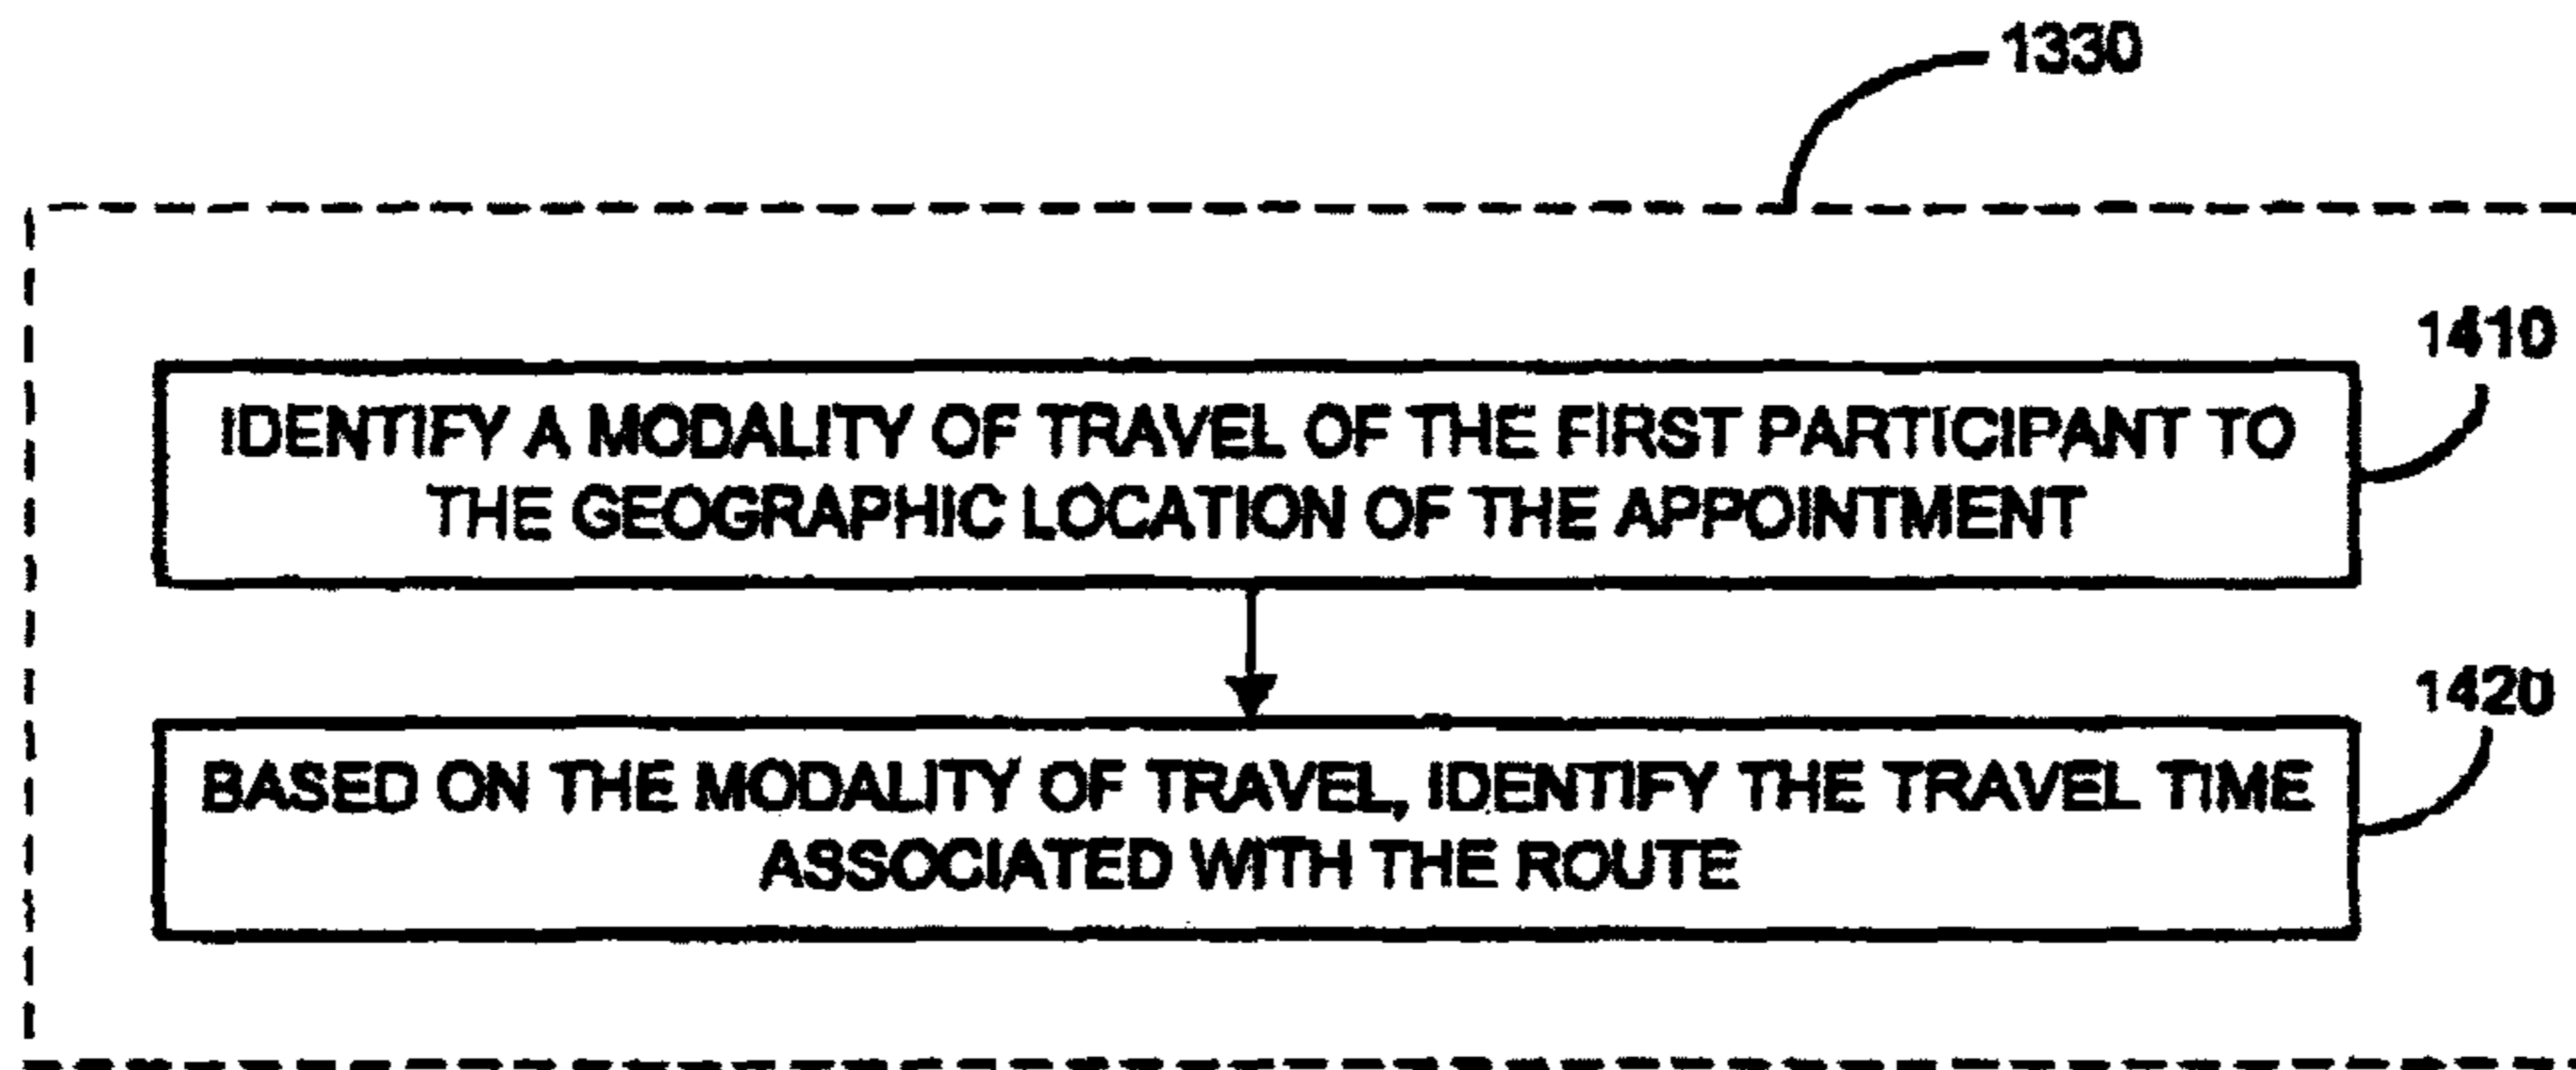 1330
1410
IDENTIFY A MODALITY OF TRAVEL OF THE FIRST PARTICIPANT TO
THE GEOGRAPHIC LOCATION OF THE APPOINTMENT
1420
BASED ON THE MODALITY OF TRAVEL, IDENTIFY THE TRAVEL TIME
ASSOCIATED WITH THE ROUTE